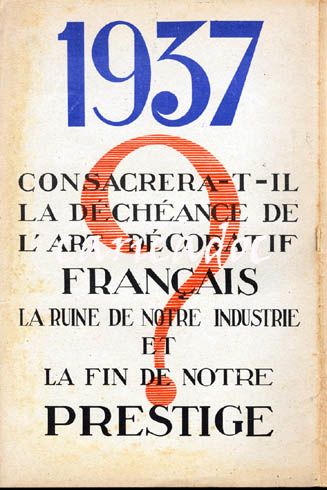 1937
CONSACRERA-T-IL
LA DÉCHÉANCE DE
L'ART DÉCORATIF
FRANÇAIS
LA RUINE DE NOTRE INDUSTRIE
ET
LA FIN DE NOTRE
PRESTIGE
?